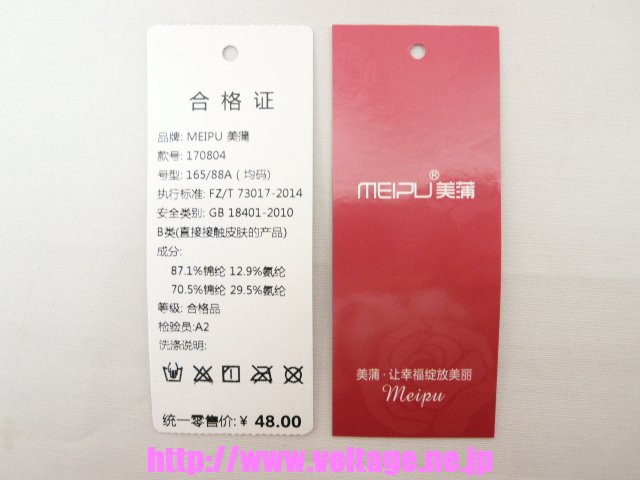 合格证
品牌: MEIPU 美蒲
款号: 170804
号型: 165/88A ( 均码)
执行标准: FZ/T 73017-2014
安全类别: GB 18401-2010
B类(直接接触皮肤的产品)
成分:
87.1%锦纶 12.9%氨纶
70.5%锦纶 29.5%氨纶
等级: 合格品
检验员:A2
洗涤说明:
统一零售价:¥ 48.00
MEIPU®美蒲
美蒲·让幸福绽放美丽
Meipu
http://www.voltage.ne.jp